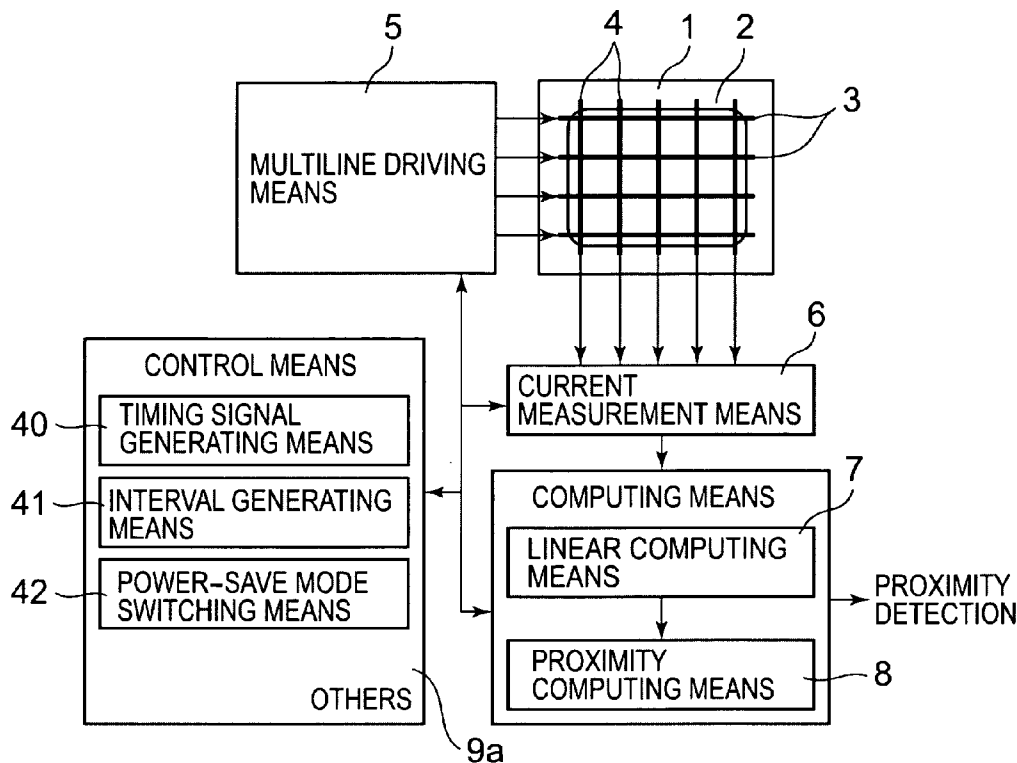 5
4
1
2
3
MULTILINE DRIVING
MEANS
6
CURRENT
MEASUREMENT MEANS
CONTROL MEANS
40
TIMING SIGNAL
GENERATING MEANS
41
INTERVAL GENERATING
MEANS
42
POWER-SAVE MODE
SWITCHING MEANS
OTHERS
9a
7
COMPUTING MEANS
LINEAR COMPUTING
MEANS
PROXIMITY
COMPUTING MEANS
8
PROXIMITY
DETECTION